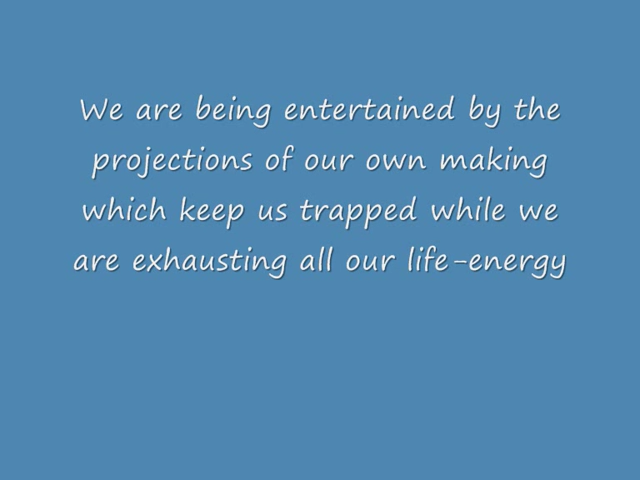 We are being entertained by the
projections of our own making
which keep us trapped while we
are exhausting all our life-energy